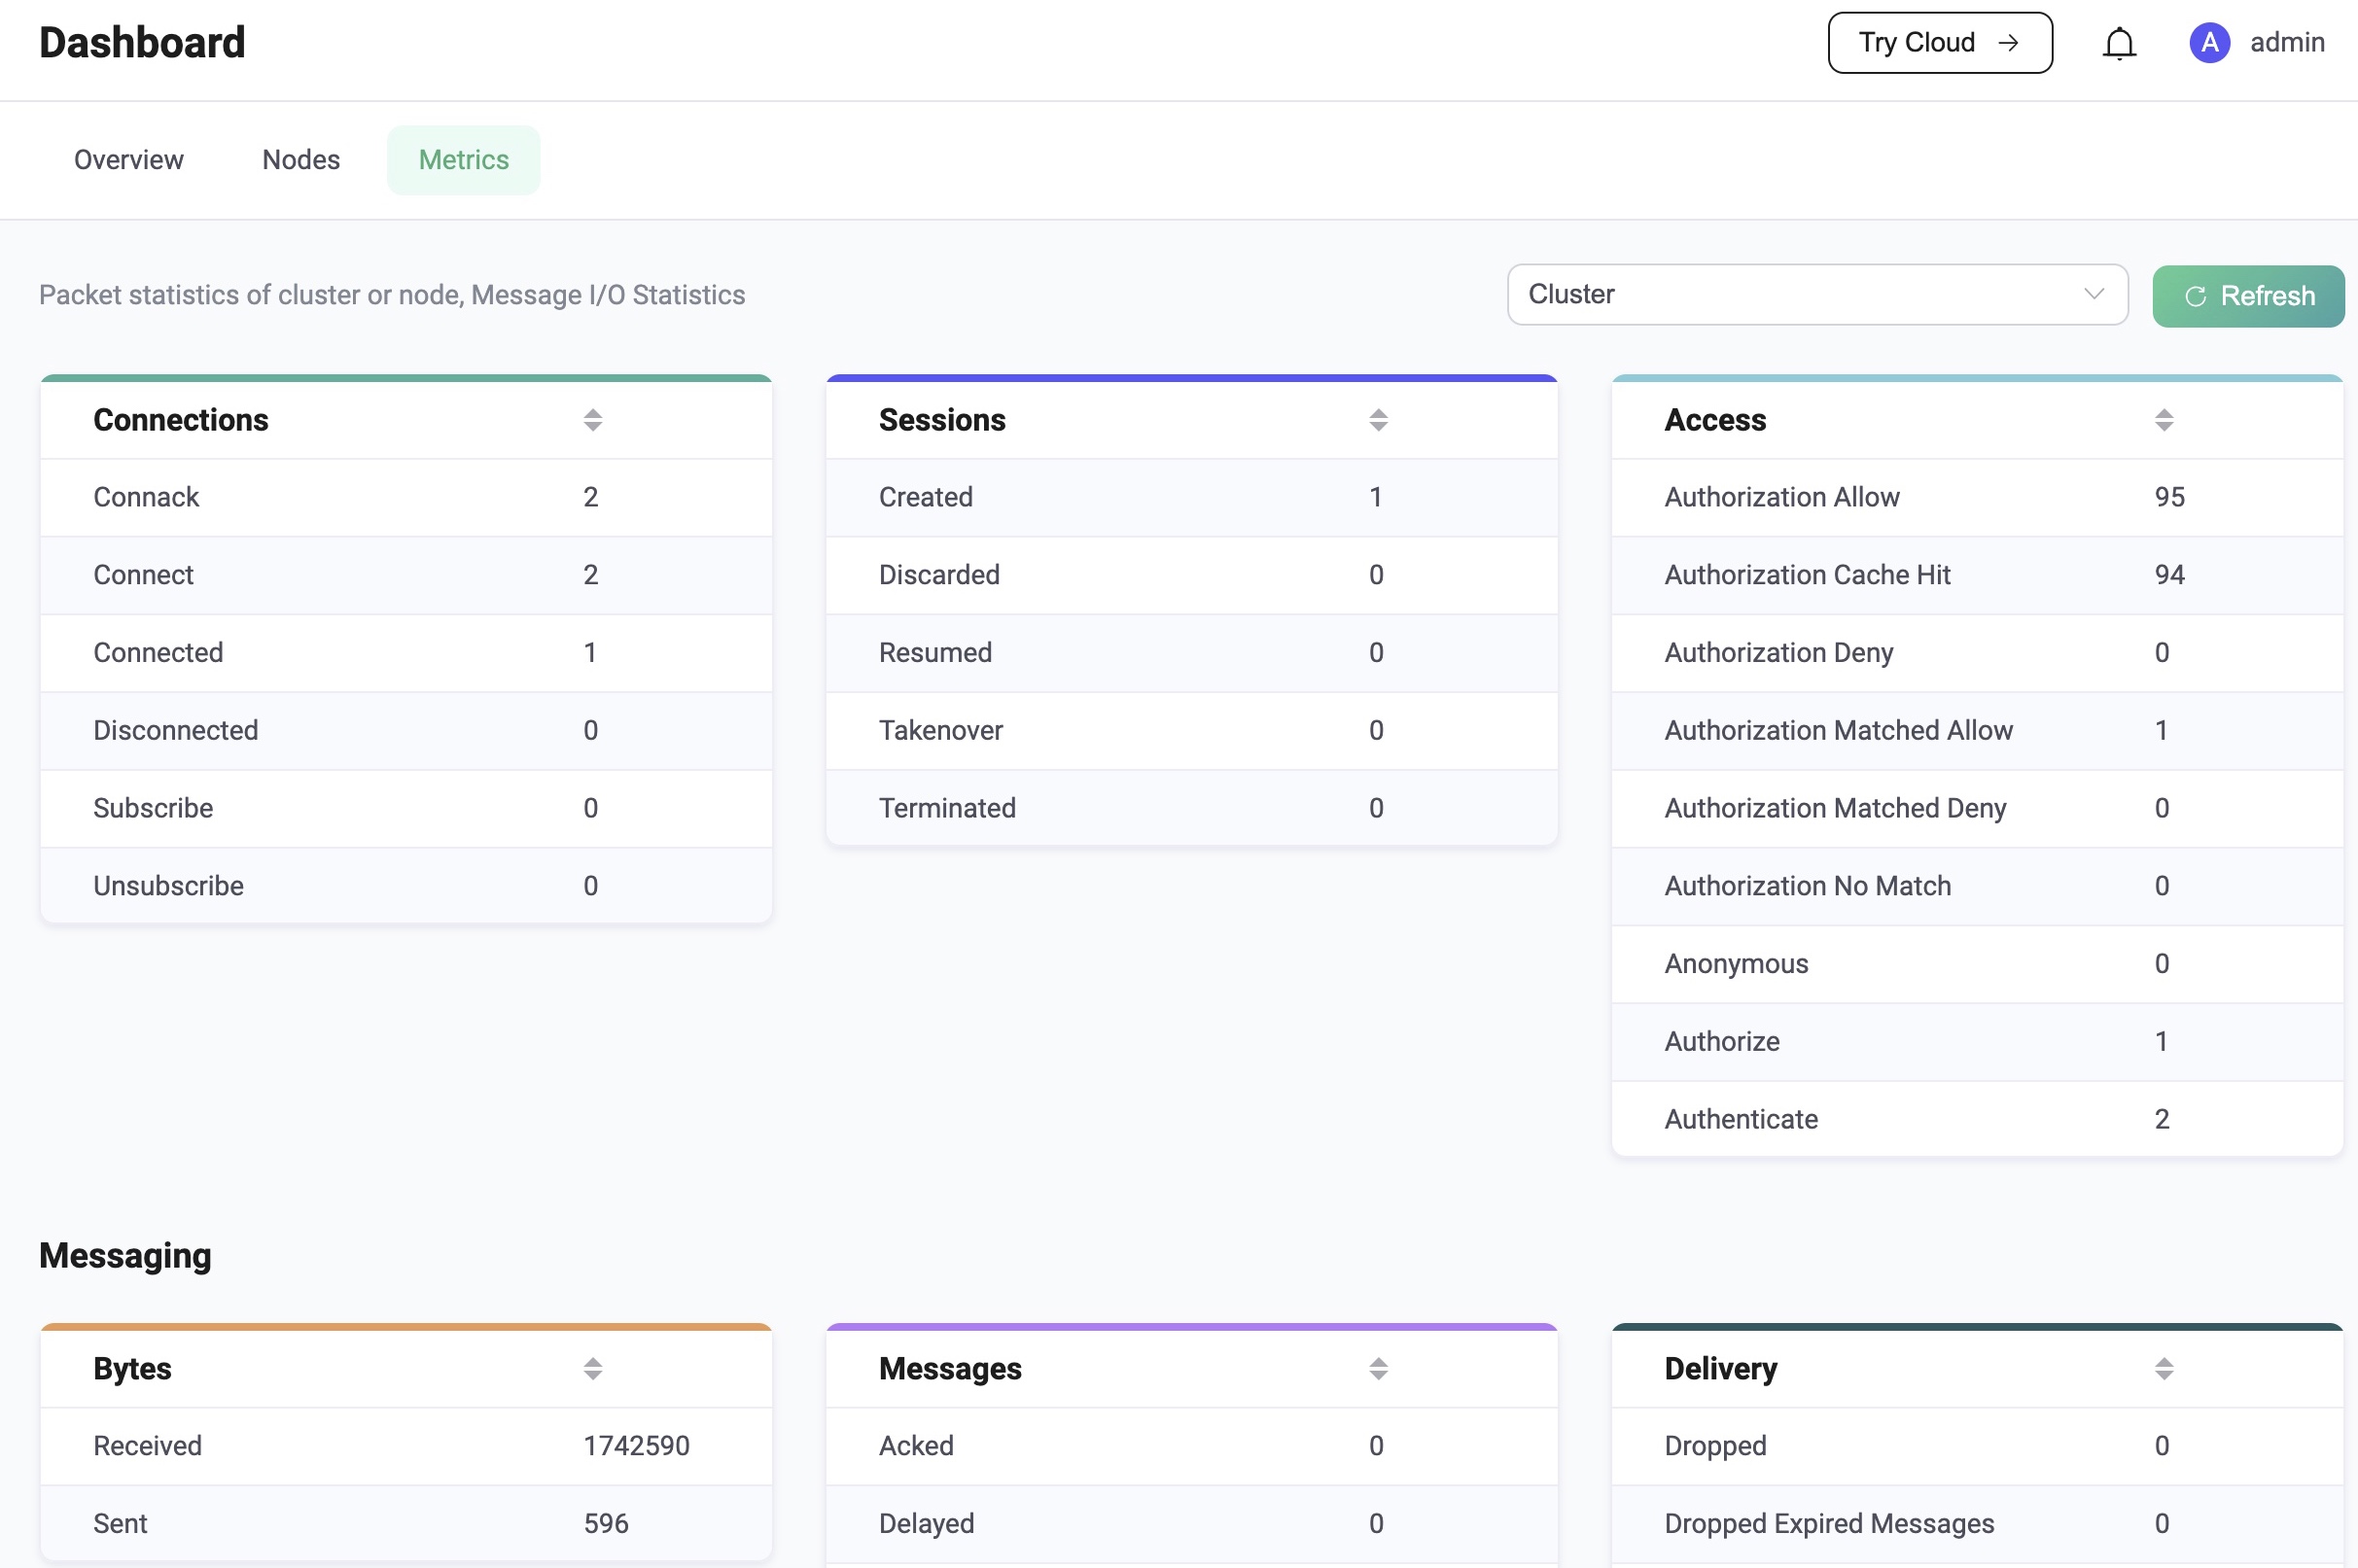 Dashboard
Try Cloud →
A admin
Overview Nodes Metrics
Packet statistics of cluster or node, Message I/O Statistics
Cluster
Refresh
Connections
Connack 2
Connect 2
Connected 1
Disconnected 0
Subscribe 0
Unsubscribe 0
Sessions
Created 1
Discarded 0
Resumed 0
Takenover 0
Terminated 0
Access
Authorization Allow 95
Authorization Cache Hit 94
Authorization Deny 0
Authorization Matched Allow 1
Authorization Matched Deny 0
Authorization No Match 0
Anonymous 0
Authorize 1
Authenticate 2
Messaging
Bytes
Received 1742590
Sent 596
Messages
Acked 0
Delayed 0
Delivery
Dropped 0
Dropped Expired Messages 0